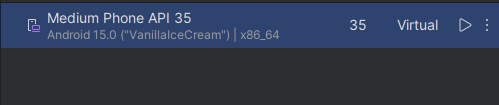 Medium Phone API 35
Android 15.0 ("VanillaIceCream") | x86_64
35
Virtual